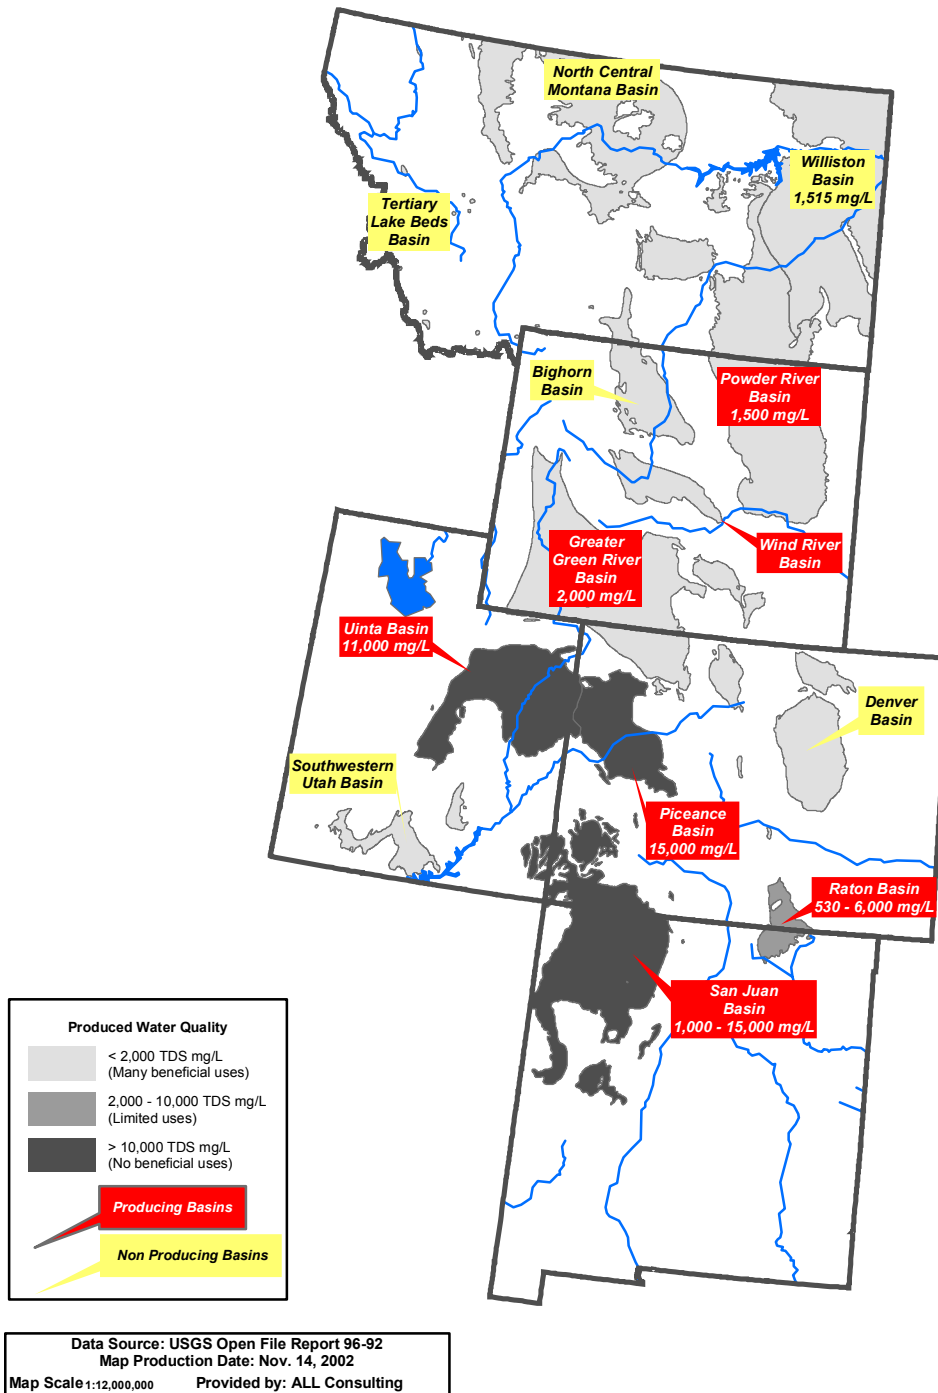 North Central
Montana Basin
Williston
Basin
1,515 mg/L
Tertiary
Lake Beds
Basin
Bighorn
Basin
Powder River
Basin
1,500 mg/L
Greater
Green River
Basin
2,000 mg/L
Wind River
Basin
Uinta Basin
11,000 mg/L
Denver
Basin
Southwestern
Utah Basin
Piceance
Basin
15,000 mg/L
Raton Basin
530 - 6,000 mg/L
San Juan
Basin
1,000 - 15,000 mg/L
Produced Water Quality
< 2,000 TDS mg/L
(Many beneficial uses)
2,000 - 10,000 TDS mg/L
(Limited uses)
> 10,000 TDS mg/L
(No beneficial uses)
Producing Basins
Non Producing Basins
Data Source: USGS Open File Report 96-92
Map Production Date: Nov. 14, 2002
Map Scale 1:12,000,000 Provided by: ALL Consulting